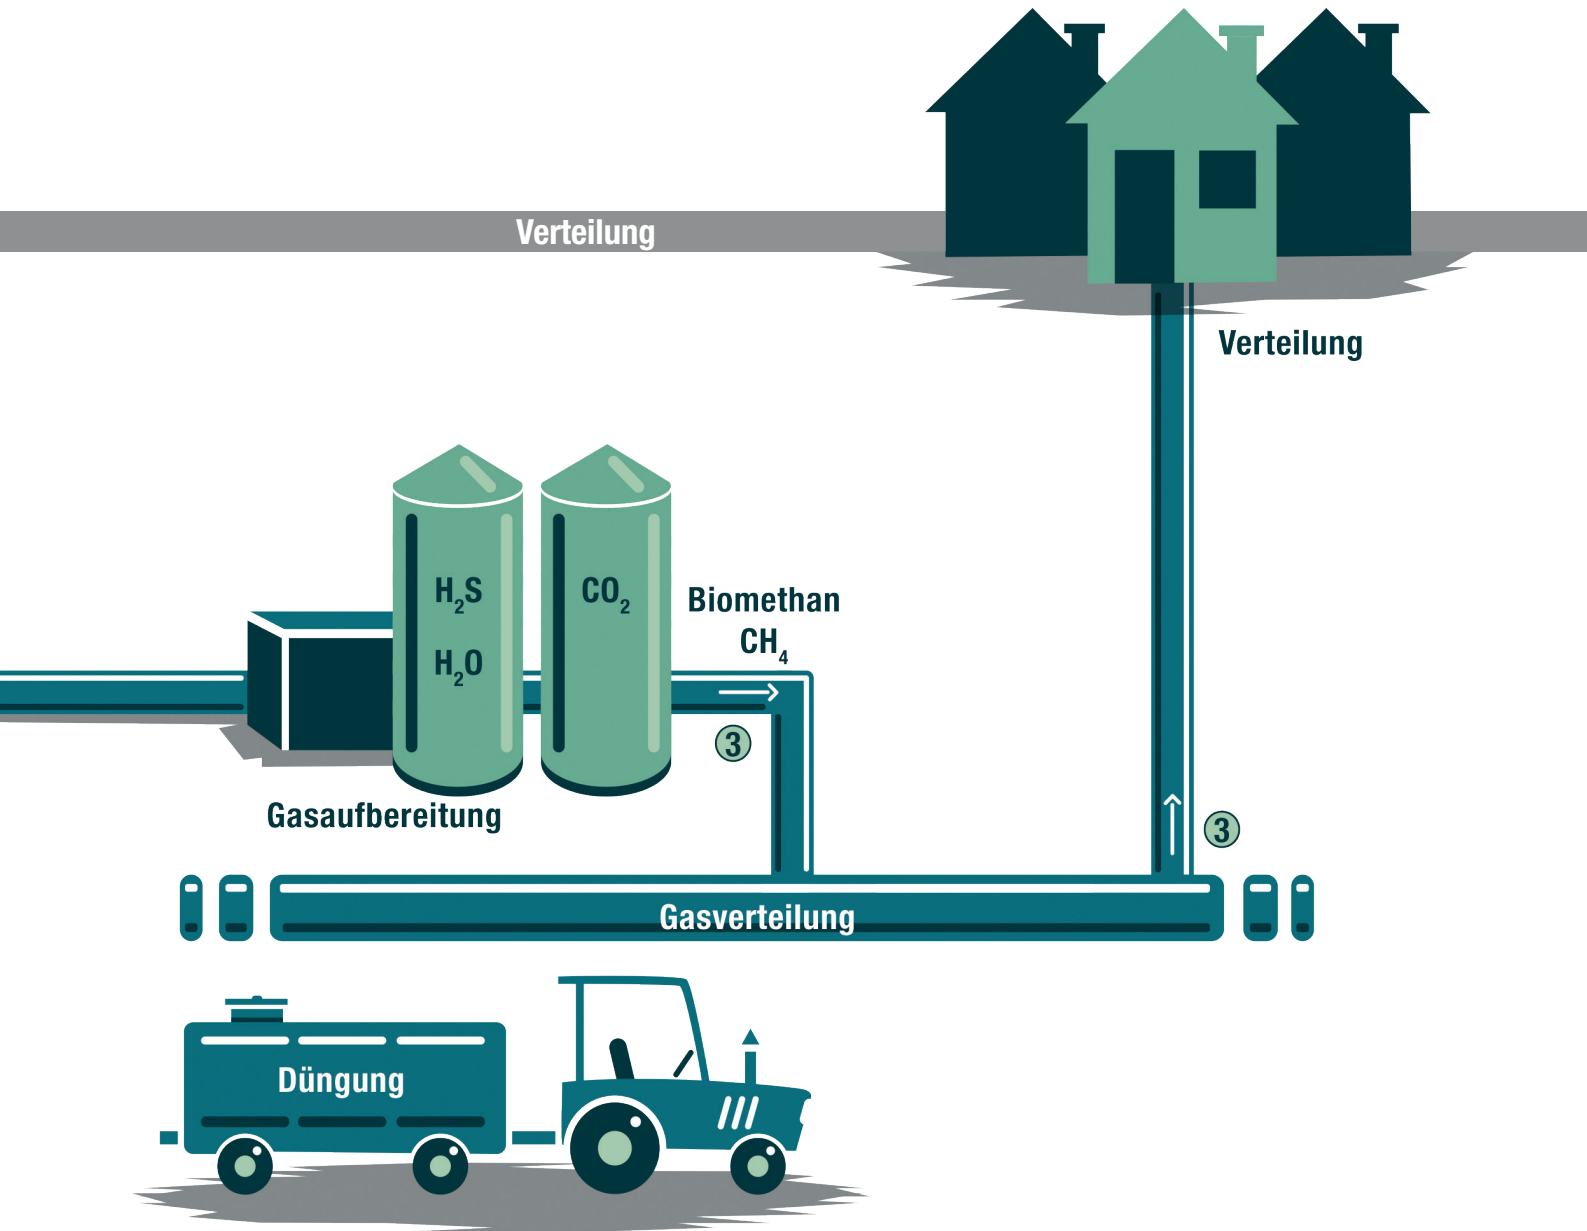 Verteilung
Verteilung
H₂S
H₂O
CO₂
Biomethan
CH₄
3
Gasaufbereitung
3
Gasverteilung
Düngung